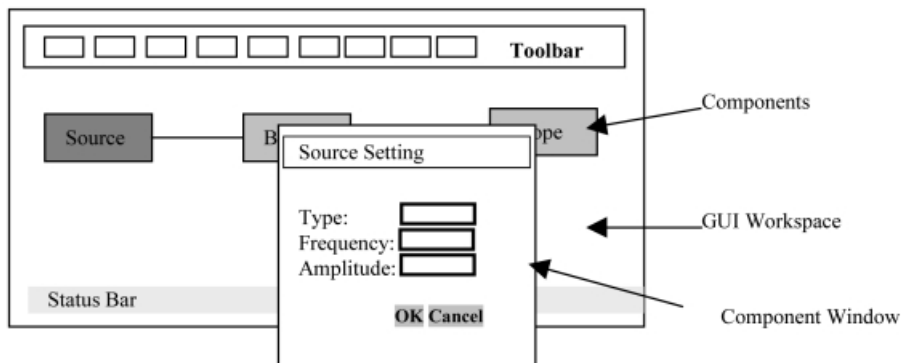 Toolbar
Components
Source
Source Setting
Type:
GUI Workspace
Frequency:
Amplitude:
Status Bar
OK Cancel
Component Window